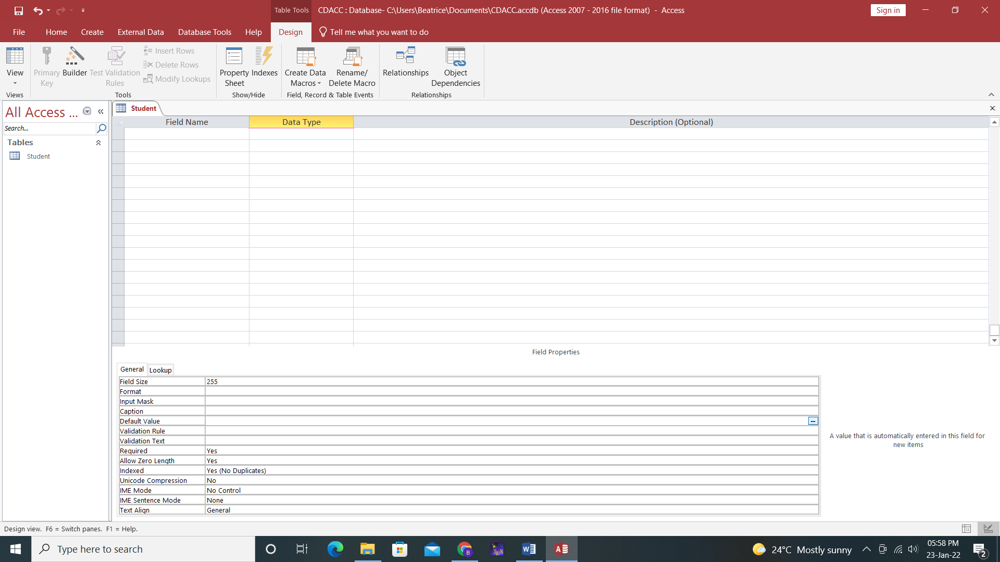 Table Tools
CDACC : Database- C:\Users\Beatrice\Documents\CDACC.accdb (Access 2007 - 2016 file format) - Access
Sign in
File
Home
Create
External Data
Database Tools
Help
Design
Tell me what you want to do
View
Primary
Key
Builder
Test Validation
Rules
Insert Rows
Delete Rows
Modify Lookups
Property
Sheet
Indexes
Create Data
Macros
Rename/
Delete Macro
Relationships
Object
Dependencies
Views
Tools
Show/Hide
Field, Record & Table Events
Relationships
All Access ...
Search...
Tables
Student
Student
Field Name
Data Type
Description (Optional)
Field Properties
General
Lookup
Field Size 255
Format
Input Mask
Caption
Default Value
Validation Rule
Validation Text
Required Yes
Allow Zero Length Yes
Indexed Yes (No Duplicates)
Unicode Compression No
IME Mode No Control
IME Sentence Mode None
Text Align General
A value that is automatically entered in this field for
new items
Design view. F6 = Switch panes. F1 = Help.
Type here to search
24°C Mostly sunny
05:58 PM
23-Jan-22
2